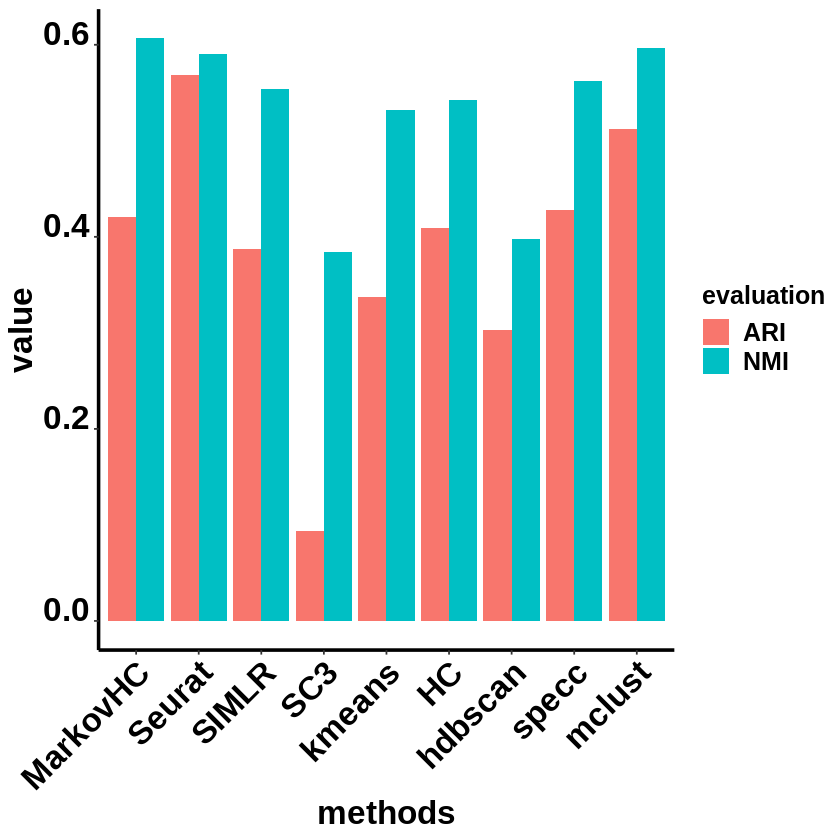 0.6
0.4
0.2
0.0
value
MarkovHC
Seurat
SIMLR
SC3
kmeans
HC
hdbscan
specc
mclust
methods
evaluation
ARI
NMI